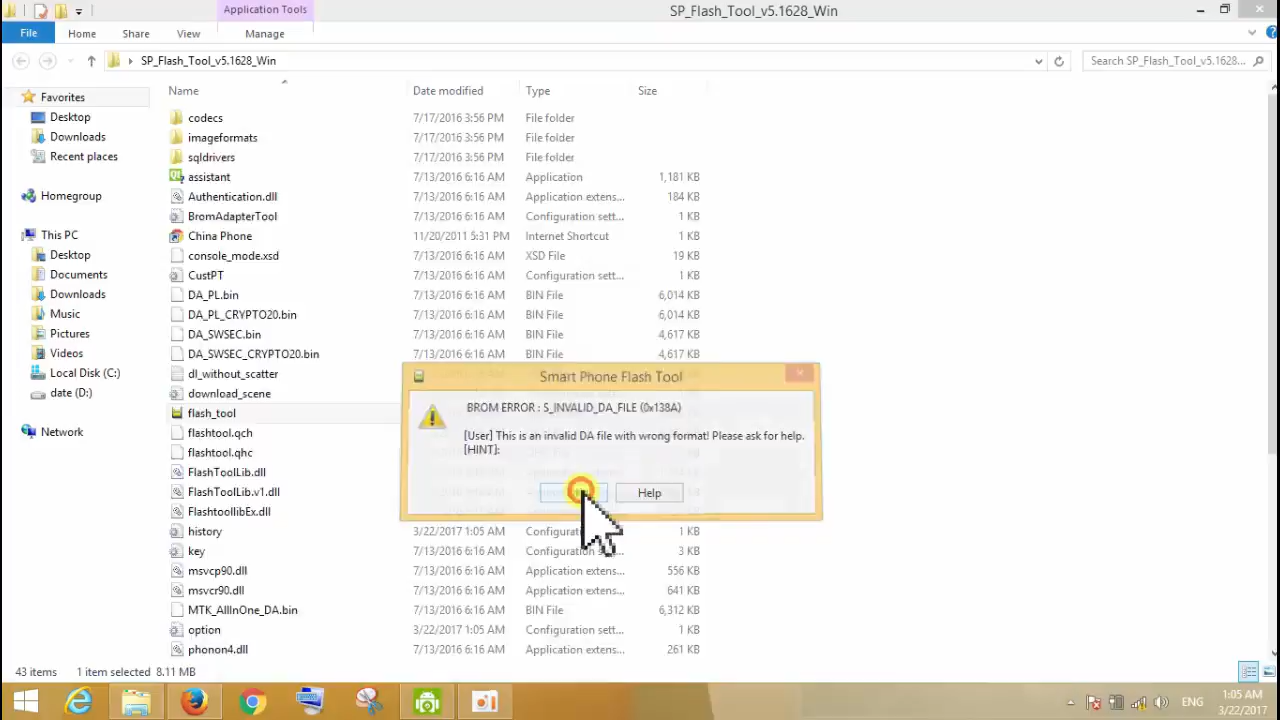 Application Tools
SP_Flash_Tool_v5.1628_Win
File Home Share View Manage
SP_Flash_Tool_v5.1628_Win
Search SP_Flash_Tool_v5.1628...
Name Date modified Type Size
Favorites
Desktop
Downloads
Recent places
Homegroup
This PC
Desktop
Documents
Downloads
Music
Pictures
Videos
Local Disk (C:)
date (D:)
Network
codecs 7/17/2016 3:56 PM File folder
imageformats 7/17/2016 3:56 PM File folder
sqldrivers 7/17/2016 3:56 PM File folder
assistant 7/13/2016 6:16 AM Application 1,181 KB
Authentication.dll 7/13/2016 6:16 AM Application extens... 184 KB
BromAdapterTool 7/13/2016 6:16 AM Configuration sett... 1 KB
China Phone 11/20/2011 5:31 PM Internet Shortcut 1 KB
console_mode.xsd 7/13/2016 6:16 AM XSD File 19 KB
CustPT 7/13/2016 6:16 AM Configuration sett... 1 KB
DA_PL.bin 7/13/2016 6:16 AM BIN File 6,014 KB
DA_PL_CRYPTO20.bin 7/13/2016 6:16 AM BIN File 6,014 KB
DA_SWSEC.bin 7/13/2016 6:16 AM BIN File 4,617 KB
DA_SWSEC_CRYPTO20.bin 7/13/2016 6:16 AM BIN File 4,617 KB
dl_without_scatter
download_scene
flash_tool
flashtool.qch
flashtool.qhc
FlashToolLib.dll
FlashToolLib.v1.dll
FlashtoollibEx.dll
history 3/22/2017 1:05 AM Configuration sett... 1 KB
key 7/13/2016 6:16 AM Configuration sett... 3 KB
msvcp90.dll 7/13/2016 6:16 AM Application extens... 556 KB
msvcr90.dll 7/13/2016 6:16 AM Application extens... 641 KB
MTK_AllInOne_DA.bin 7/13/2016 6:16 AM BIN File 6,312 KB
option 3/22/2017 1:05 AM Configuration sett... 1 KB
phonon4.dll 7/13/2016 6:16 AM Application extens... 261 KB
Smart Phone Flash Tool
BROM ERROR : S_INVALID_DA_FILE (0x138A)
[User] This is an invalid DA file with wrong format! Please ask for help.
[HINT]:
Help
43 items 1 item selected 8.11 MB
ENG
1:05 AM
3/22/2017